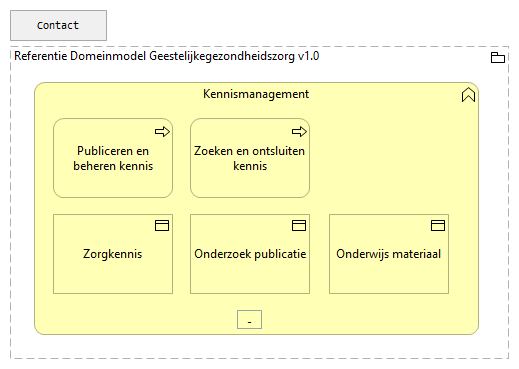 Contact
Referentie Domeinmodel Geestelijkegezondheidszorg v1.0
Kennismanagement
Publiceren en
beheren kennis
Zoeken en ontsluiten
kennis
Zorgkennis
Onderzoek publicatie
Onderwijs materiaal
-